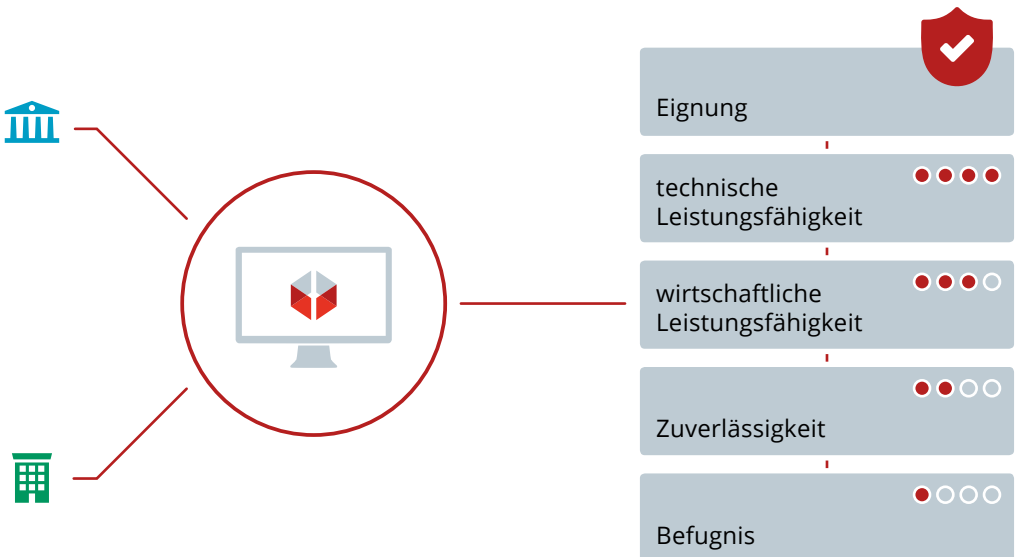 Eignung
technische
Leistungsfähigkeit
wirtschaftliche
Leistungsfähigkeit
Zuverlässigkeit
Befugnis